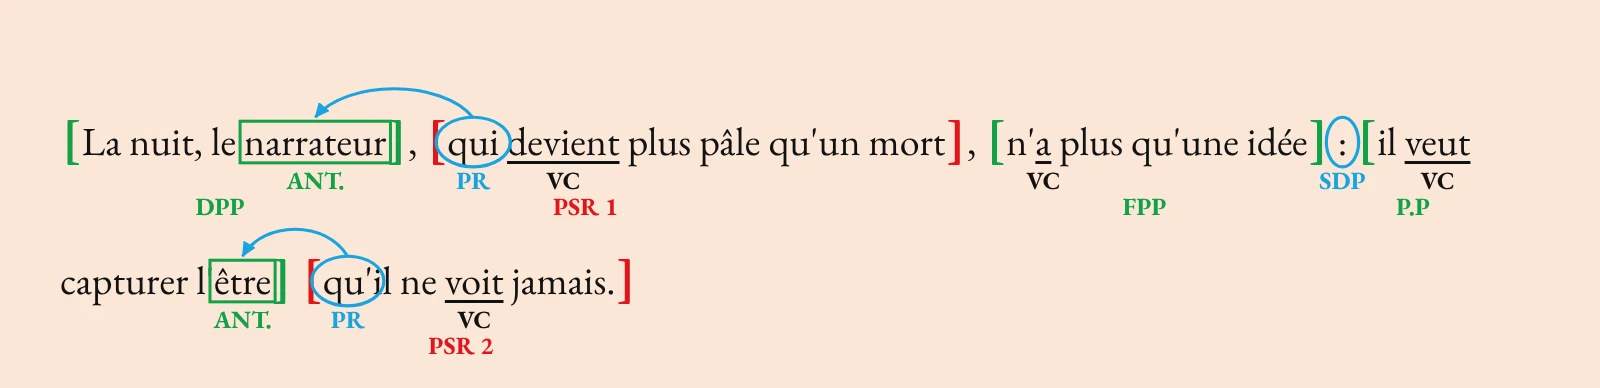 La nuit, le narrateur, qui devient plus pâle qu'un mort, n'a plus qu'une idée : il veut
ANT. PR VC VC SDP VC
DPP PSR 1 FPP P.P
capturer l'être qu'il ne voit jamais.
ANT. PR VC
PSR 2